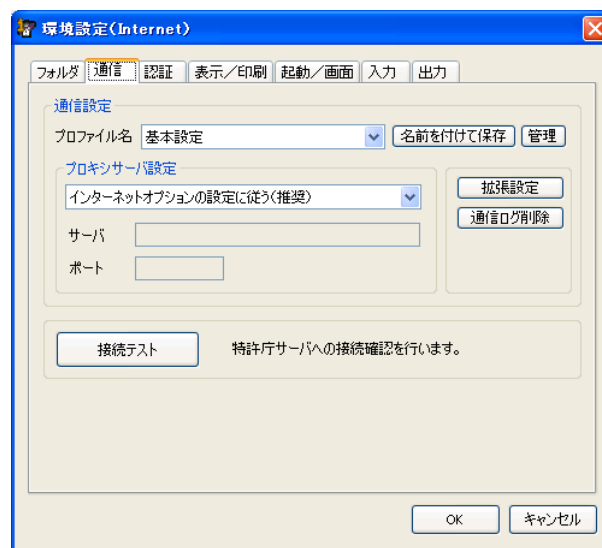 環境設定(Internet)
フォルダ 通信 認証 表示／印刷 起動／画面 入力 出力
通信設定
プロファイル名 基本設定 名前を付けて保存 管理
プロキシサーバ設定
インターネットオプションの設定に従う(推奨)
拡張設定
通信ログ削除
サーバ
ポート
接続テスト 特許庁サーバへの接続確認を行います。
OK キャンセル